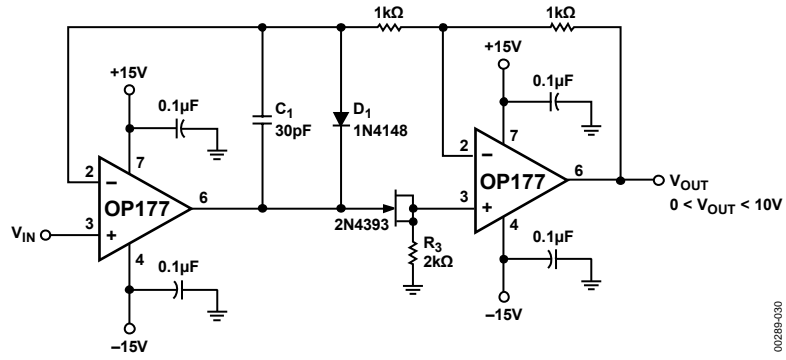 1kΩ 1kΩ
+15V +15V
0.1µF C1 D1 0.1µF
30pF 1N4148
2 7 2 7
– –
OP177 6 OP177 6 VOUT
VIN 3 + 2N4393 3 + 0 < VOUT < 10V
4 R3 4
0.1µF 2kΩ 0.1µF
–15V –15V
00289-030